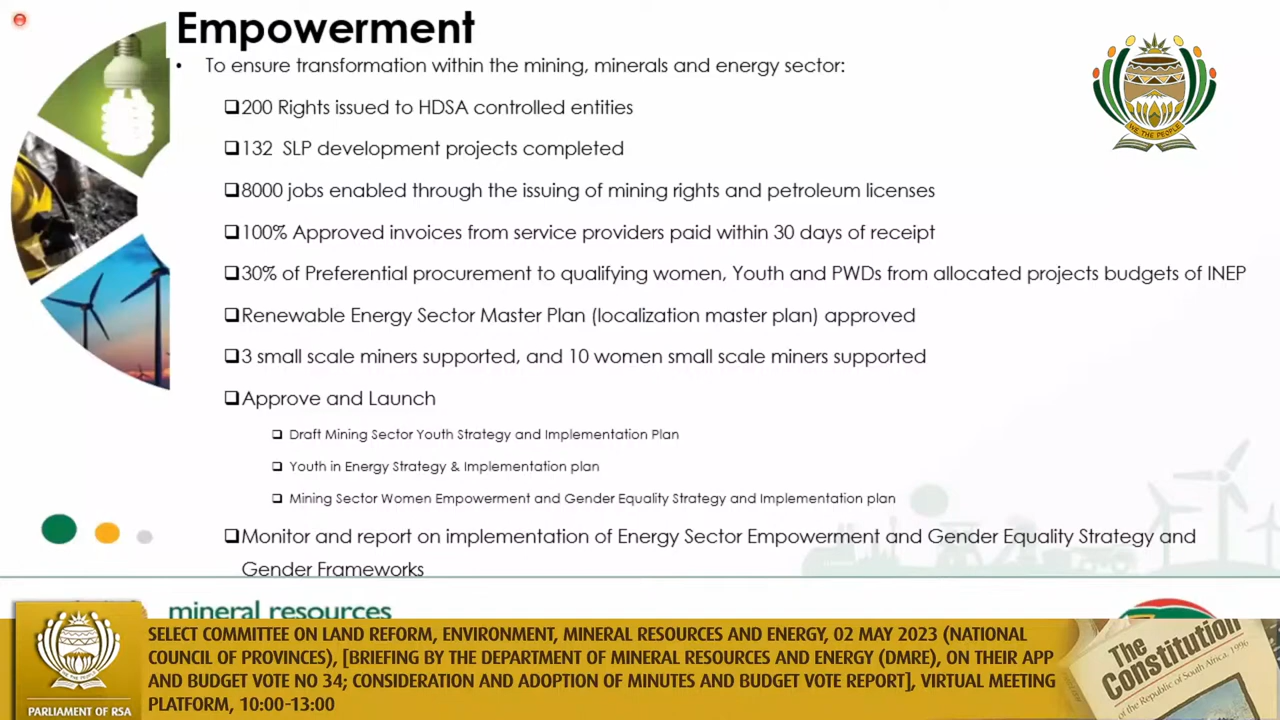 Empowerment
• To ensure transformation within the mining, minerals and energy sector:
❑200 Rights issued to HDSA controlled entities
❑132 SLP development projects completed
❑8000 jobs enabled through the issuing of mining rights and petroleum licenses
❑100% Approved invoices from service providers paid within 30 days of receipt
❑30% of Preferential procurement to qualifying women, Youth and PWDs from allocated projects budgets of INEP
❑Renewable Energy Sector Master Plan (localization master plan) approved
❑3 small scale miners supported, and 10 women small scale miners supported
❑Approve and Launch
❑ Draft Mining Sector Youth Strategy and Implementation Plan
❑ Youth in Energy Strategy & Implementation plan
❑ Mining Sector Women Empowerment and Gender Equality Strategy and Implementation plan
❑Monitor and report on implementation of Energy Sector Empowerment and Gender Equality Strategy and
Gender Frameworks
WE THE PEOPLE
mineral resources
SELECT COMMITTEE ON LAND REFORM, ENVIRONMENT, MINERAL RESOURCES AND ENERGY, 02 MAY 2023 (NATIONAL
COUNCIL OF PROVINCES), [BRIEFING BY THE DEPARTMENT OF MINERAL RESOURCES AND ENERGY (DMRE), ON THEIR APP
AND BUDGET VOTE NO 34; CONSIDERATION AND ADOPTION OF MINUTES AND BUDGET VOTE REPORT], VIRTUAL MEETING
PLATFORM, 10:00-13:00
PARLIAMENT OF RSA
The
Constitution
of the Republic of South Africa, 1996